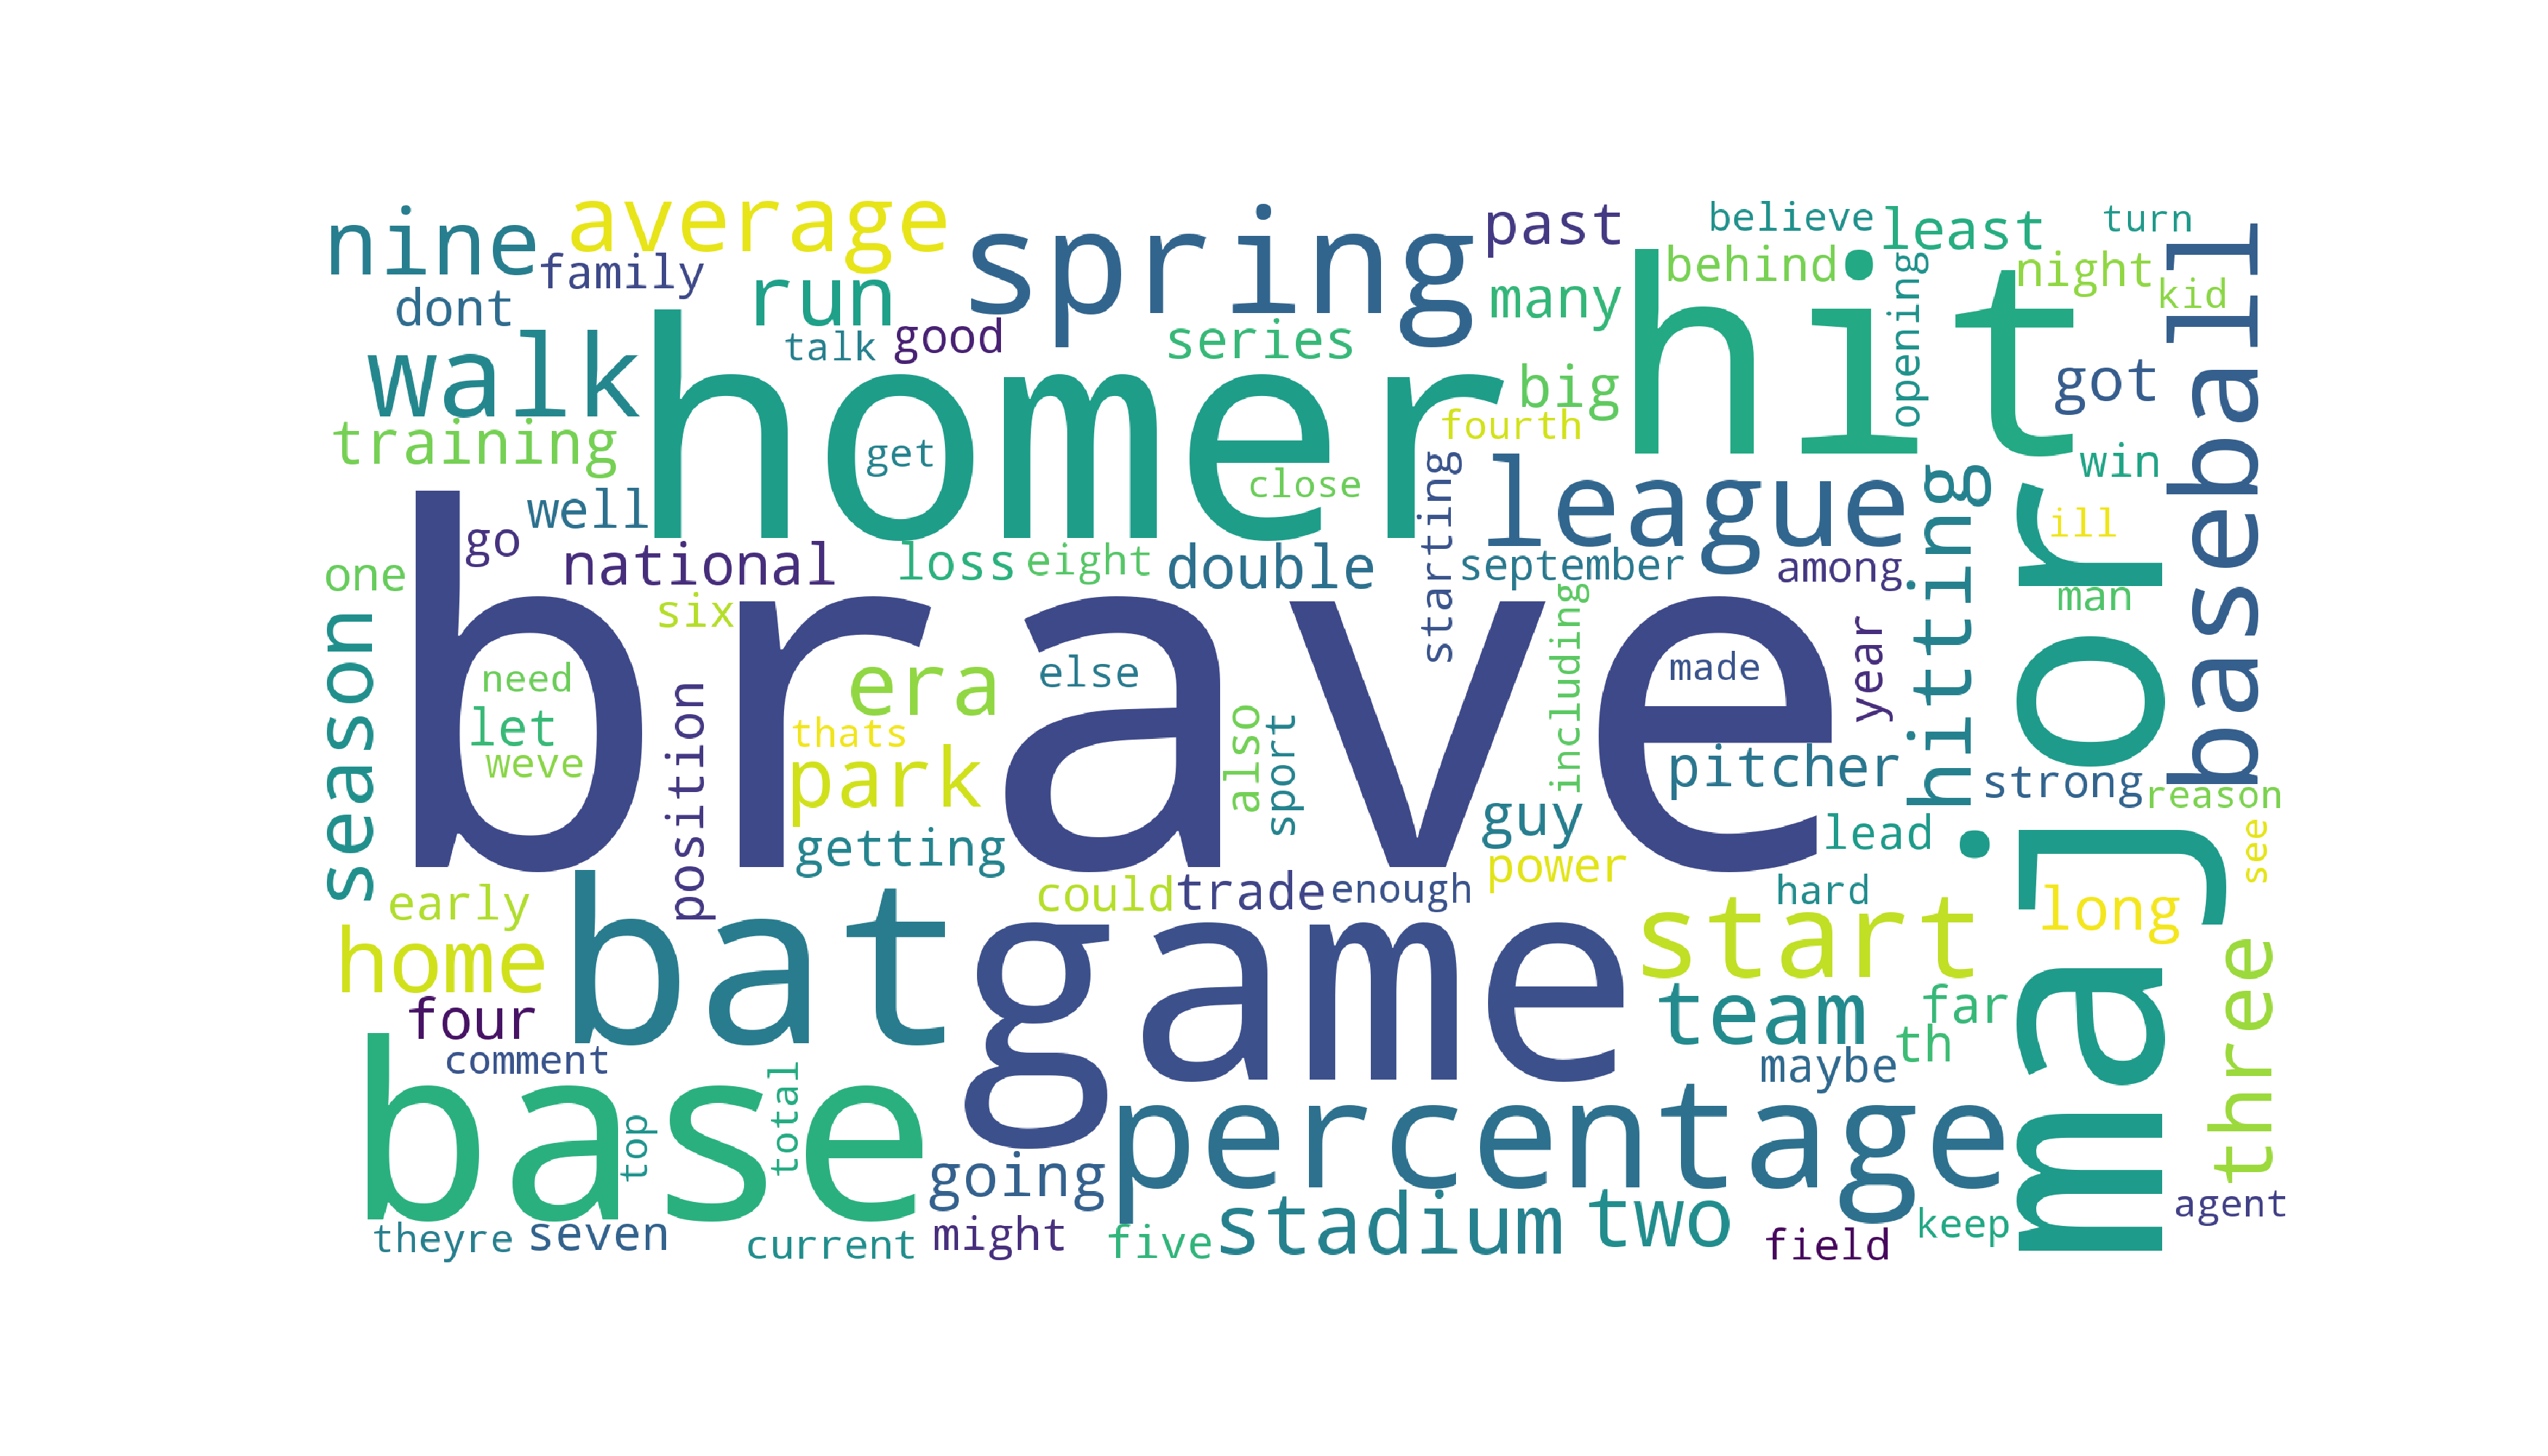 nine
average
spring
past
believe
least
turn
family
run
many
behind
opening
night
kid
baseball
dont
talk
good
series
hit
walk
homer
big
got
training
get
fourth
close
starting
league
.hitting
win
well
major
go
national
loss
eight
double
september
among
ill
one
six
including
man
season
brave
need
era
else
made
year
let
position
thats
also
sport
weve
park
pitcher
strong
reason
getting
guy
lead
see
early
could
trade
enough
power
hard
long
home
bat
game
start
three
four
team
far
comment
th
base
top
total
percentage
maybe
going
agent
theyre
seven
current
might
five
stadium
two
field
keep